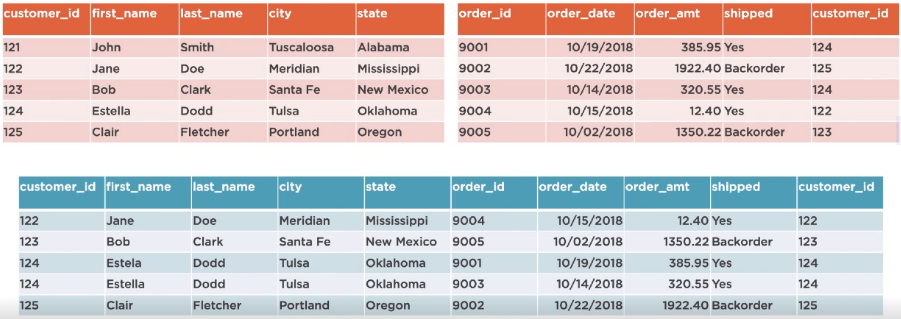 customer_id first_name last_name city state order_id order_date order_amt shipped customer_id
121 John Smith Tuscaloosa Alabama 9001 10/19/2018 385.95 Yes 124
122 Jane Doe Meridian Mississippi 9002 10/22/2018 1922.40 Backorder 125
123 Bob Clark Santa Fe New Mexico 9003 10/14/2018 320.55 Yes 124
124 Estella Dodd Tulsa Oklahoma 9004 10/15/2018 12.40 Yes 122
125 Clair Fletcher Portland Oregon 9005 10/02/2018 1350.22 Backorder 123
customer_id first_name last_name city state order_id order_date order_amt shipped customer_id
122 Jane Doe Meridian Mississippi 9004 10/15/2018 12.40 Yes 122
123 Bob Clark Santa Fe New Mexico 9005 10/02/2018 1350.22 Backorder 123
124 Estela Dodd Tulsa Oklahoma 9001 10/19/2018 385.95 Yes 124
124 Estella Dodd Tulsa Oklahoma 9003 10/14/2018 320.55 Yes 124
125 Clair Fletcher Portland Oregon 9002 10/22/2018 1922.40 Backorder 125